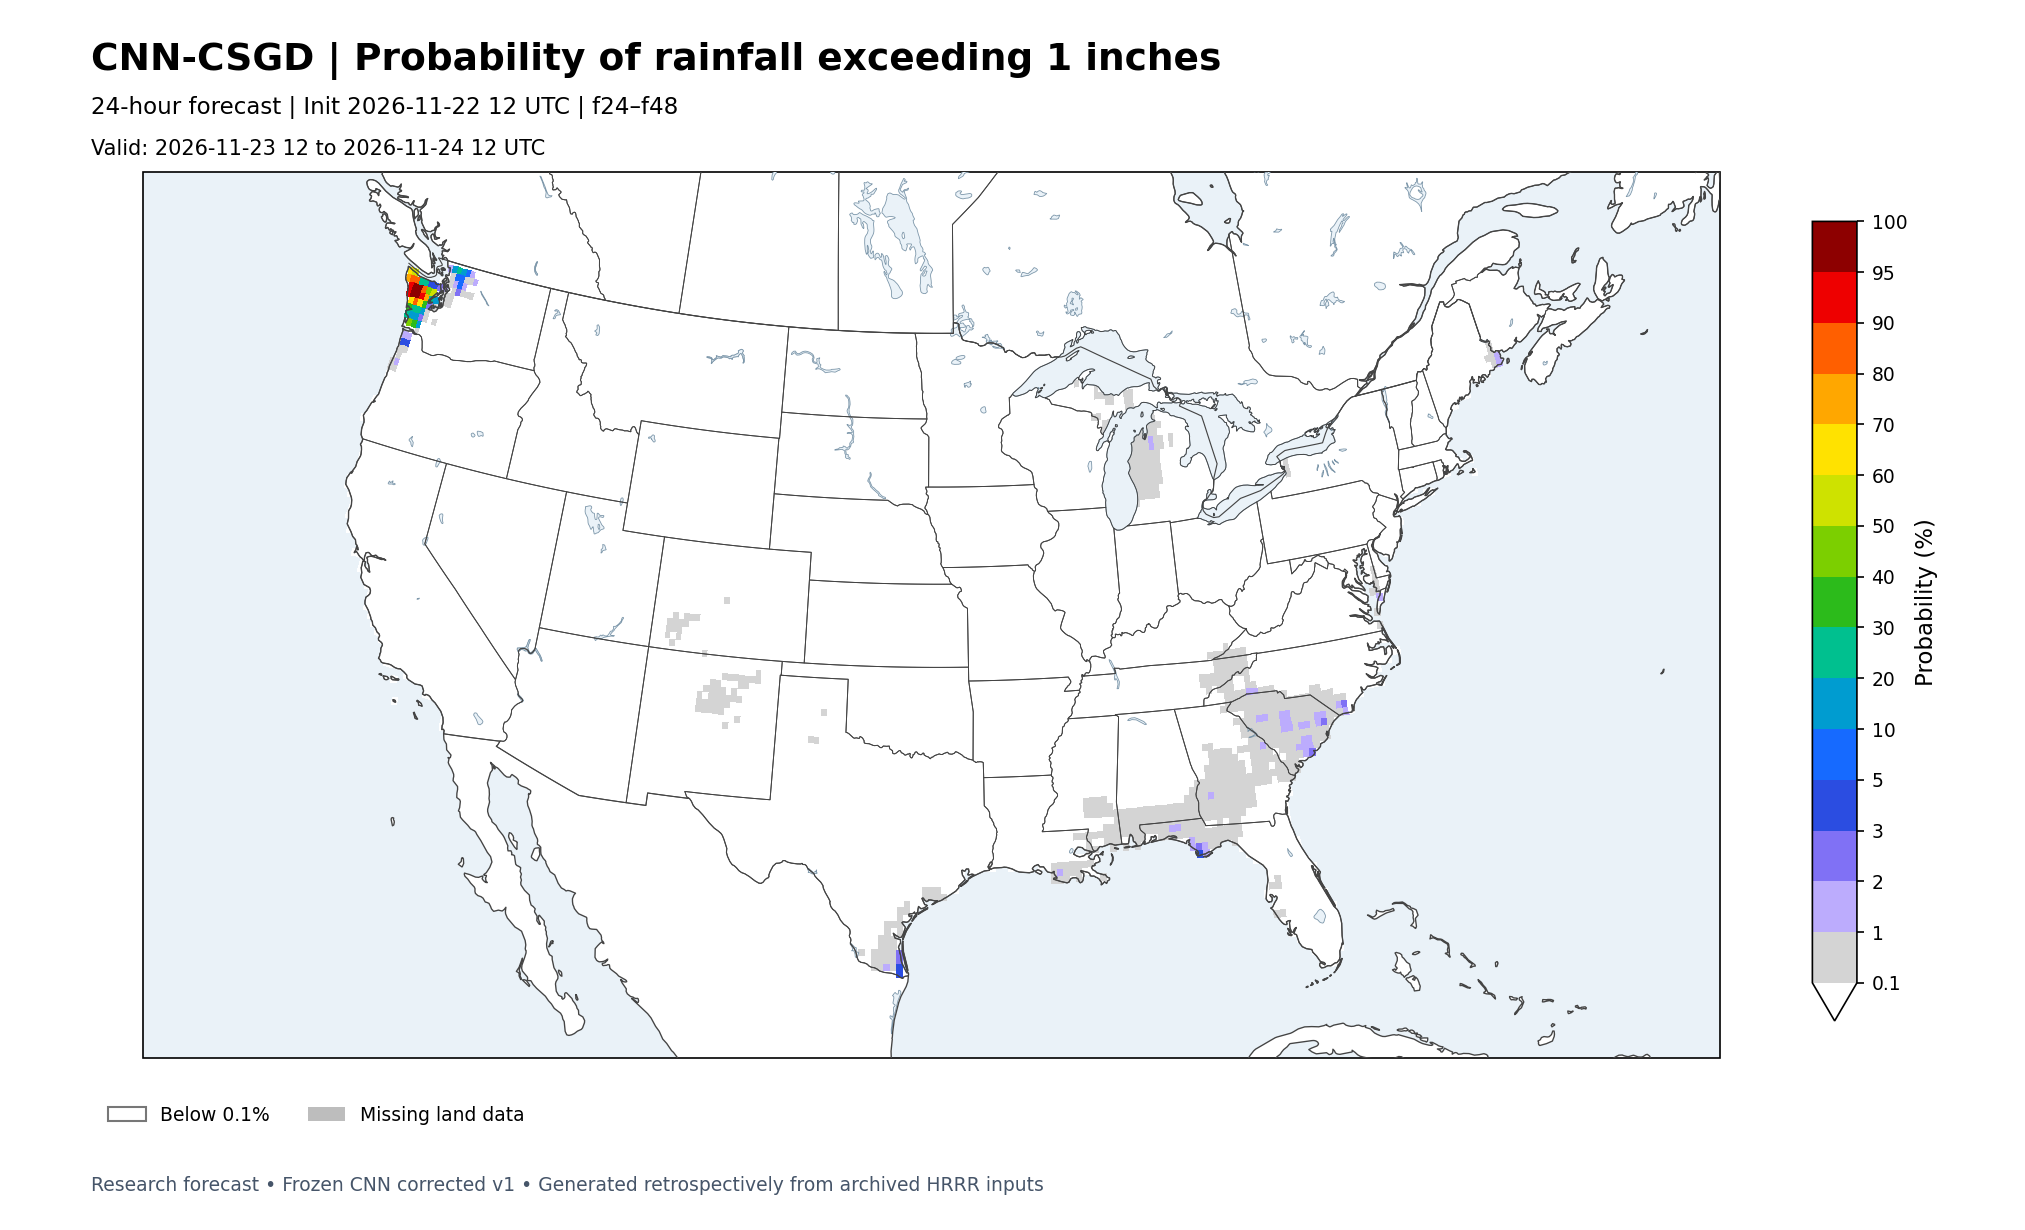 CNN-CSGD | Probability of rainfall exceeding 1 inches
24-hour forecast | Init 2026-11-22 12 UTC | f24–f48
Valid: 2026-11-23 12 to 2026-11-24 12 UTC
100
95
90
80
70
60
50
40
30
20
10
5
3
2
1
0.1
Probability (%)
Below 0.1%
Missing land data
Research forecast • Frozen CNN corrected v1 • Generated retrospectively from archived HRRR inputs